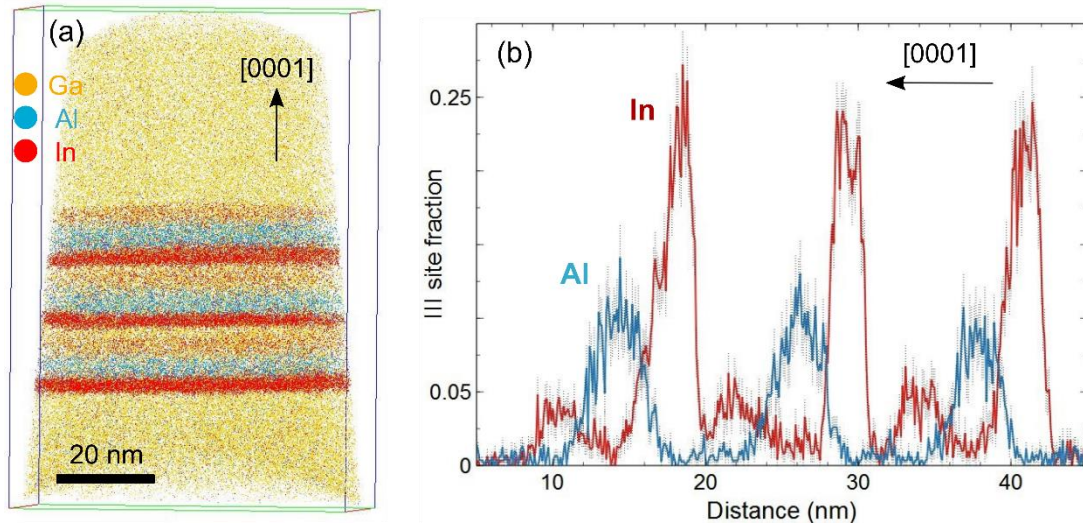 (a)
[0001]
Ga
Al
In
20 nm
(b)
[0001]
In
Al
III site fraction
0.25
0.05
0
10
20
30
40
Distance (nm)